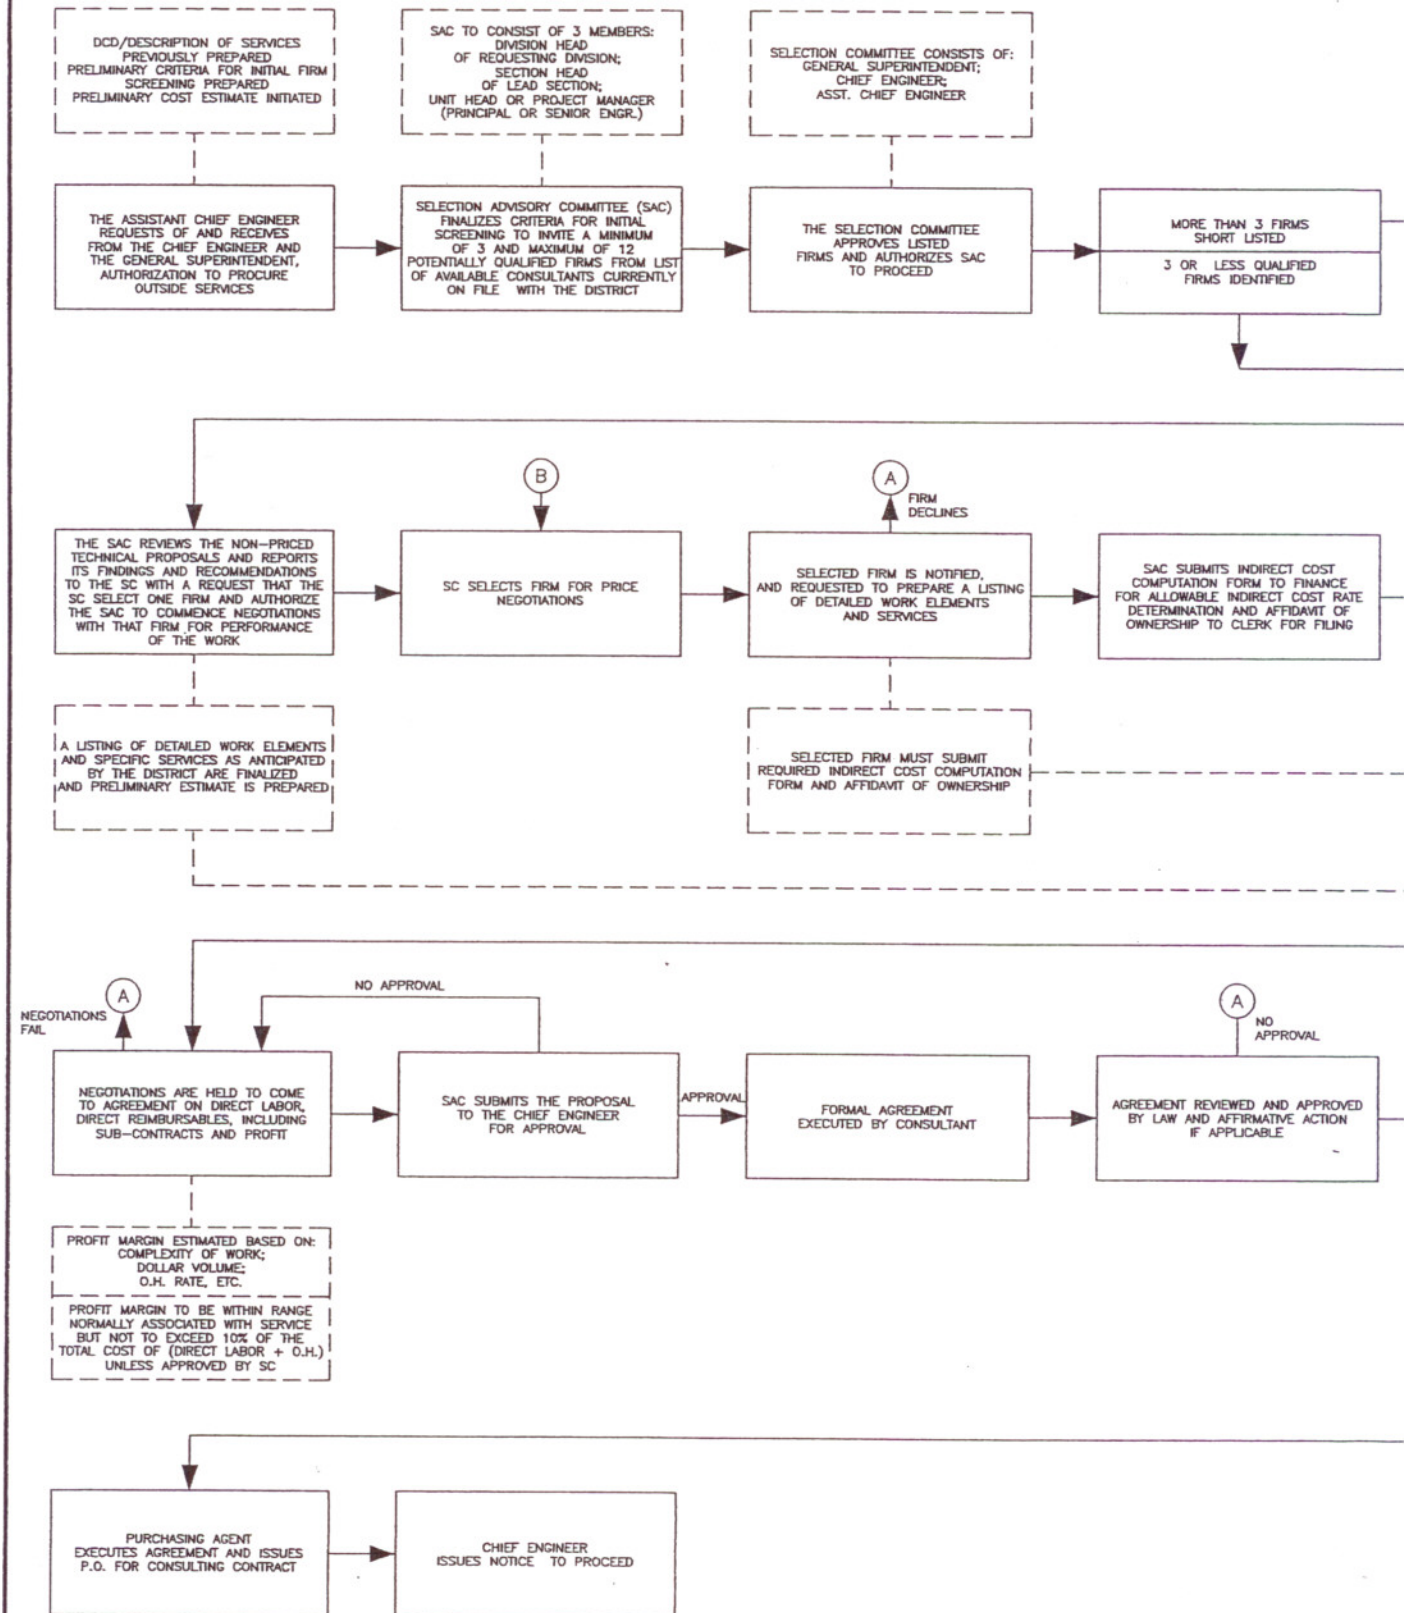 DCD/DESCRIPTION OF SERVICES
PREVIOUSLY PREPARED
PRELIMINARY CRITERIA FOR INITIAL FIRM
SCREENING PREPARED
PRELIMINARY COST ESTIMATE INITIATED
SAC TO CONSIST OF 3 MEMBERS:
DIVISION HEAD
OF REQUESTING DIVISION;
SECTION HEAD
OF LEAD SECTION;
UNIT HEAD OR PROJECT MANAGER
(PRINCIPAL OR SENIOR ENGR.)
SELECTION COMMITTEE CONSISTS OF:
GENERAL SUPERINTENDENT;
CHIEF ENGINEER;
ASST. CHIEF ENGINEER
THE ASSISTANT CHIEF ENGINEER
REQUESTS OF AND RECEIVES
FROM THE CHIEF ENGINEER AND
THE GENERAL SUPERINTENDENT,
AUTHORIZATION TO PROCURE
OUTSIDE SERVICES
SELECTION ADVISORY COMMITTEE (SAC)
FINALIZES CRITERIA FOR INITIAL
SCREENING TO INVITE A MINIMUM
OF 3 AND MAXIMUM OF 12
POTENTIALLY QUALIFIED FIRMS FROM LIST
OF AVAILABLE CONSULTANTS CURRENTLY
ON FILE WITH THE DISTRICT
THE SELECTION COMMITTEE
APPROVES LISTED
FIRMS AND AUTHORIZES SAC
TO PROCEED
MORE THAN 3 FIRMS
SHORT LISTED
3 OR LESS QUALIFIED
FIRMS IDENTIFIED
B
A
FIRM
DECLINES
THE SAC REVIEWS THE NON-PRICED
TECHNICAL PROPOSALS AND REPORTS
ITS FINDINGS AND RECOMMENDATIONS
TO THE SC WITH A REQUEST THAT THE
SC SELECT ONE FIRM AND AUTHORIZE
THE SAC TO COMMENCE NEGOTIATIONS
WITH THAT FIRM FOR PERFORMANCE
OF THE WORK
SC SELECTS FIRM FOR PRICE
NEGOTIATIONS
SELECTED FIRM IS NOTIFIED,
AND REQUESTED TO PREPARE A LISTING
OF DETAILED WORK ELEMENTS
AND SERVICES
SAC SUBMITS INDIRECT COST
COMPUTATION FORM TO FINANCE
FOR ALLOWABLE INDIRECT COST RATE
DETERMINATION AND AFFIDAVIT OF
OWNERSHIP TO CLERK FOR FILING
A LISTING OF DETAILED WORK ELEMENTS
AND SPECIFIC SERVICES AS ANTICIPATED
BY THE DISTRICT ARE FINALIZED
AND PRELIMINARY ESTIMATE IS PREPARED
SELECTED FIRM MUST SUBMIT
REQUIRED INDIRECT COST COMPUTATION
FORM AND AFFIDAVIT OF OWNERSHIP
NEGOTIATIONS
FAIL
A
NO APPROVAL
A
NO
APPROVAL
NEGOTIATIONS ARE HELD TO COME
TO AGREEMENT ON DIRECT LABOR,
DIRECT REIMBURSABLES, INCLUDING
SUB-CONTRACTS AND PROFIT
SAC SUBMITS THE PROPOSAL
TO THE CHIEF ENGINEER
FOR APPROVAL
APPROVAL
FORMAL AGREEMENT
EXECUTED BY CONSULTANT
AGREEMENT REVIEWED AND APPROVED
BY LAW AND AFFIRMATIVE ACTION
IF APPLICABLE
PROFIT MARGIN ESTIMATED BASED ON:
COMPLEXITY OF WORK;
DOLLAR VOLUME;
O.H. RATE, ETC.
PROFIT MARGIN TO BE WITHIN RANGE
NORMALLY ASSOCIATED WITH SERVICE
BUT NOT TO EXCEED 10% OF THE
TOTAL COST OF (DIRECT LABOR + O.H.)
UNLESS APPROVED BY SC
PURCHASING AGENT
EXECUTES AGREEMENT AND ISSUES
P.O. FOR CONSULTING CONTRACT
CHIEF ENGINEER
ISSUES NOTICE TO PROCEED